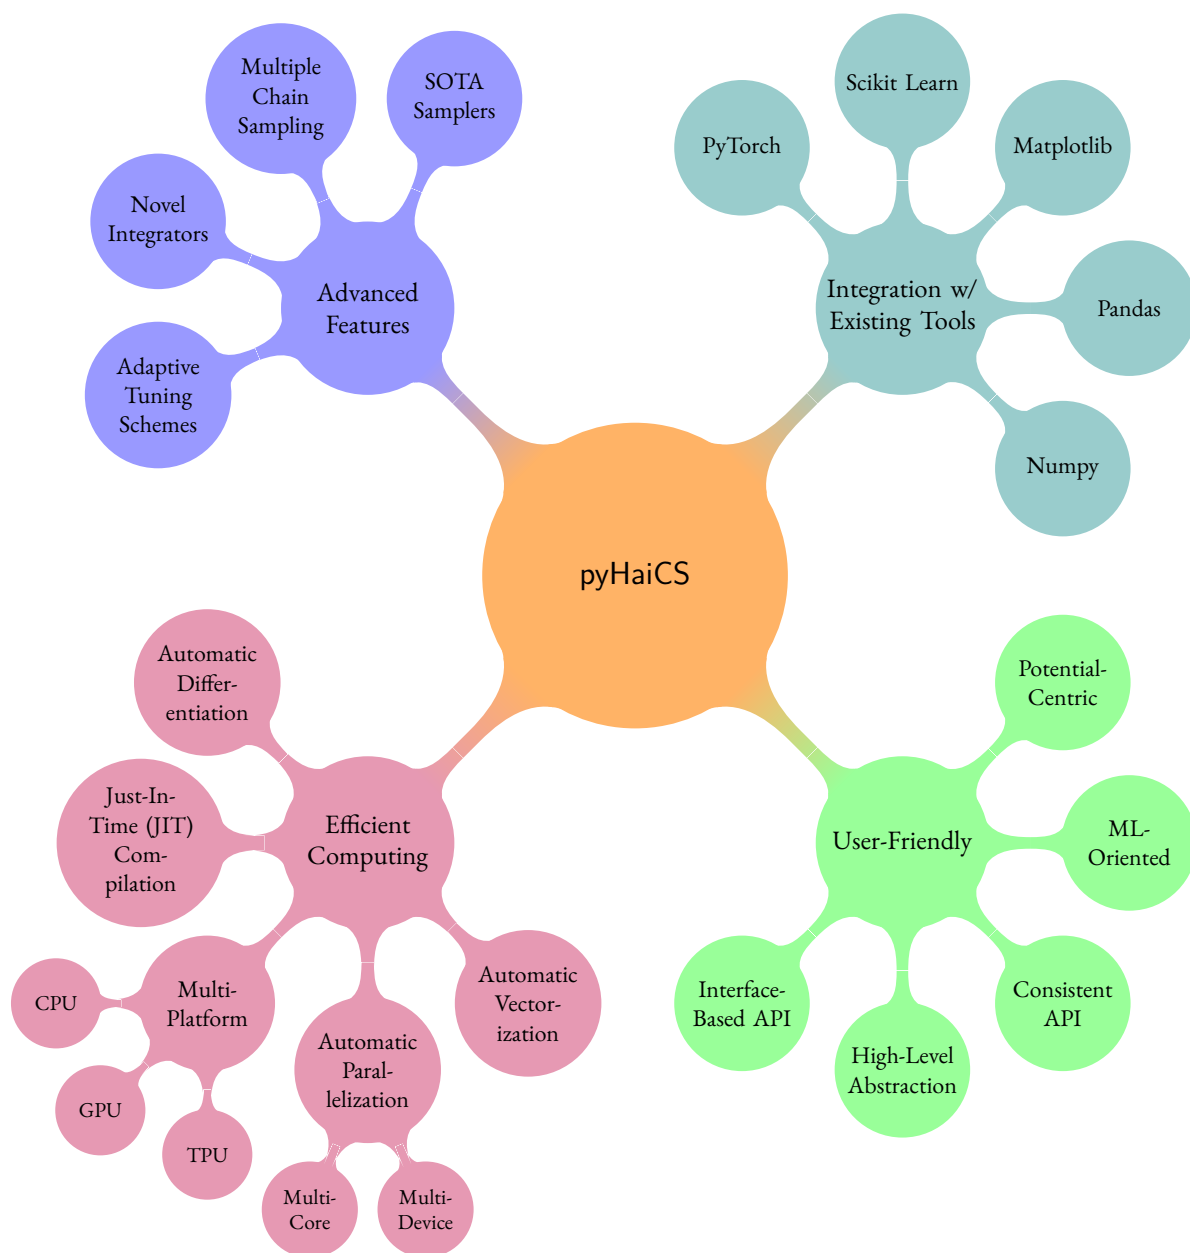 Multiple
Chain
Sampling
SOTA
Samplers
Novel
Integrators
Adaptive
Tuning
Schemes
Advanced
Features
PyTorch
Scikit Learn
Matplotlib
Pandas
Numpy
Integration w/
Existing Tools
pyHaiCS
Automatic
Differ-
entiation
Just-In-
Time (JIT)
Com-
pilation
Efficient
Computing
Multi-
Platform
CPU
GPU
TPU
Automatic
Paral-
lelization
Multi-
Core
Multi-
Device
Automatic
Vector-
ization
Potential-
Centric
ML-
Oriented
User-Friendly
Interface-
Based API
High-Level
Abstraction
Consistent
API